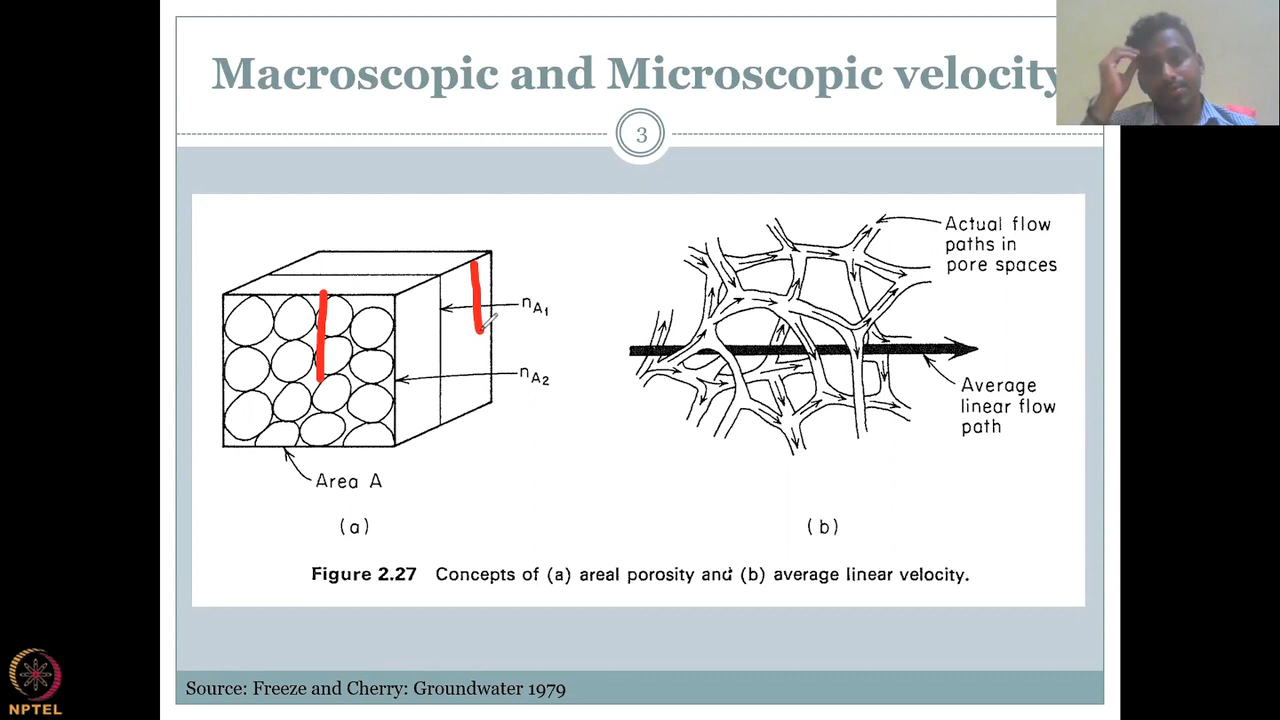 Macroscopic and Microscopic velocity
3
Actual flow
paths in
pore spaces
nA1
nA2
Average
linear flow
path
Area A
(a)
(b)
Figure 2.27 Concepts of (a) areal porosity and (b) average linear velocity.
Source: Freeze and Cherry: Groundwater 1979
NPTEL